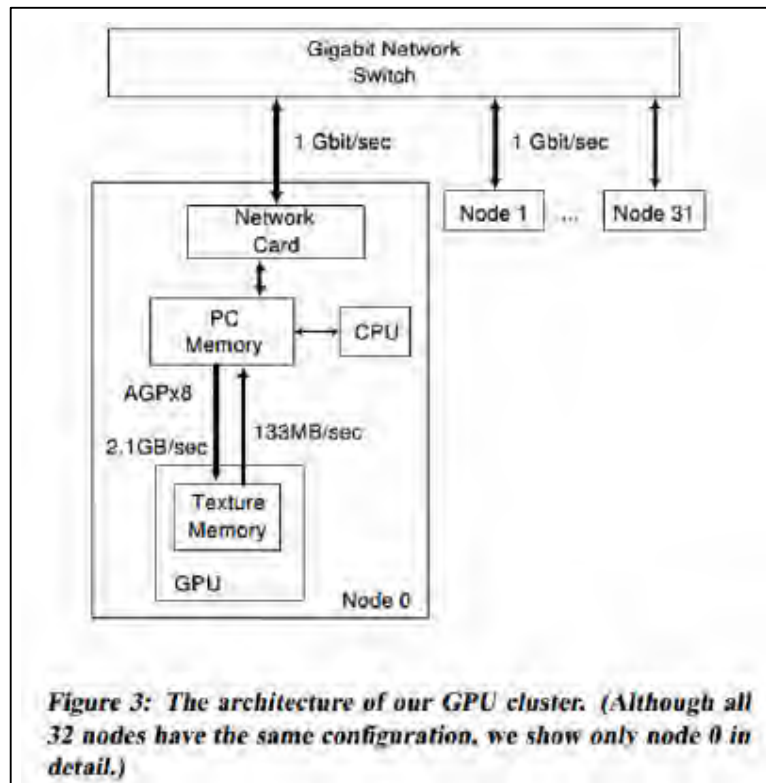 Gigabit Network
Switch
1 Gbit/sec
1 Gbit/sec
Network
Card
Node 1
...
Node 31
PC
Memory
CPU
AGPx8
2.1GB/sec
133MB/sec
Texture
Memory
GPU
Node 0
Figure 3: The architecture of our GPU cluster. (Although all
32 nodes have the same configuration, we show only node 0 in
detail.)